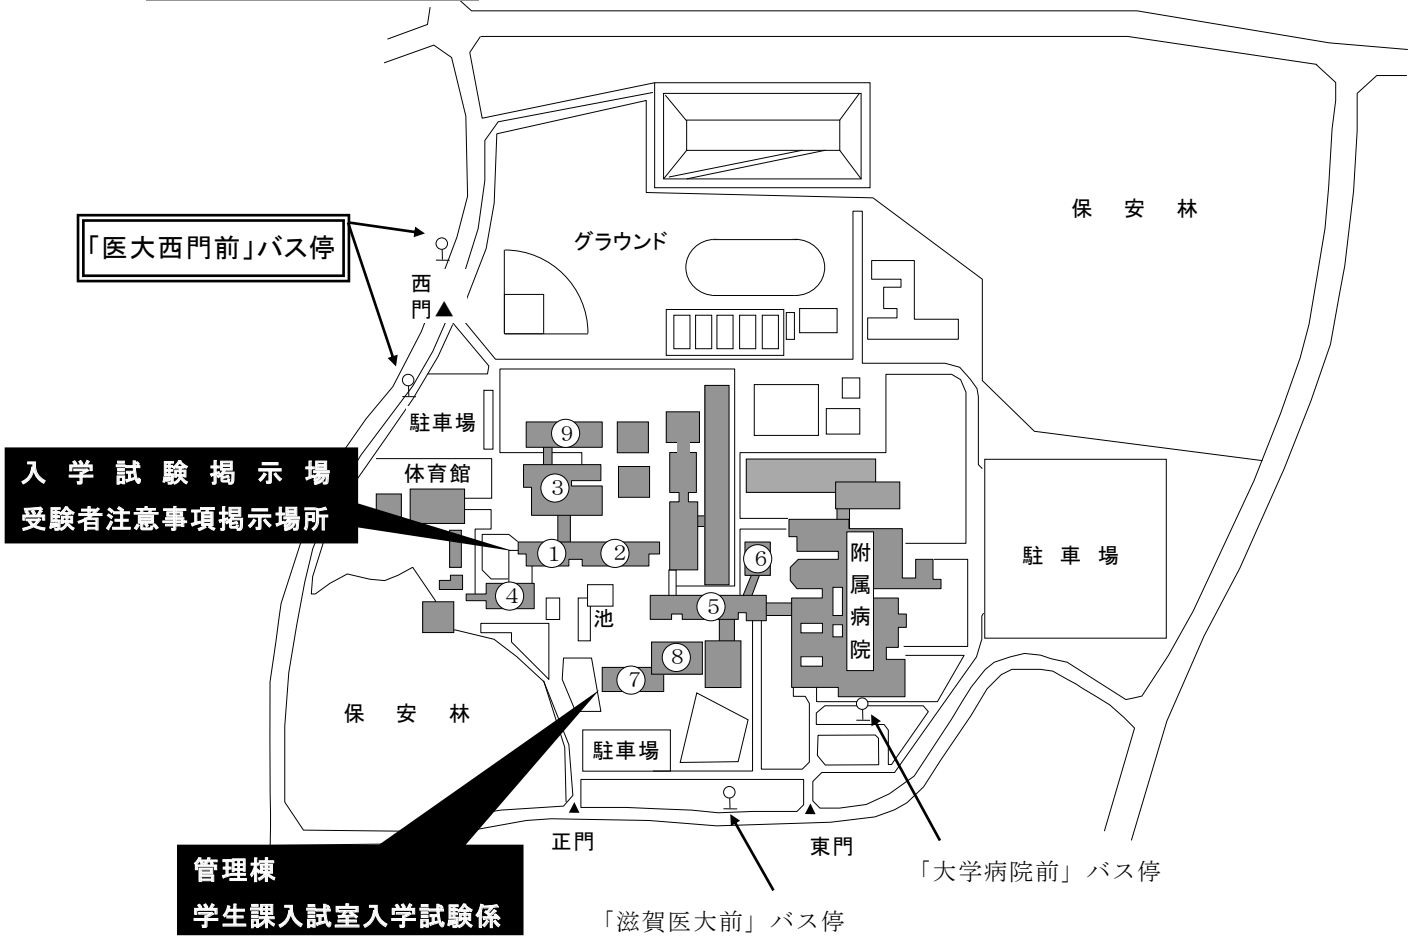 保安林
「医大西門前」バス停
グラウンド
西門
駐車場
⑨
入学試験掲示場
受験者注意事項掲示場所
体育館
③
①
②
⑥
附属病院
駐車場
④
⑤
池
⑧
⑦
保安林
駐車場
正門
東門
管理棟
学生課入試室入学試験係
「大学病院前」バス停
「滋賀医大前」バス停